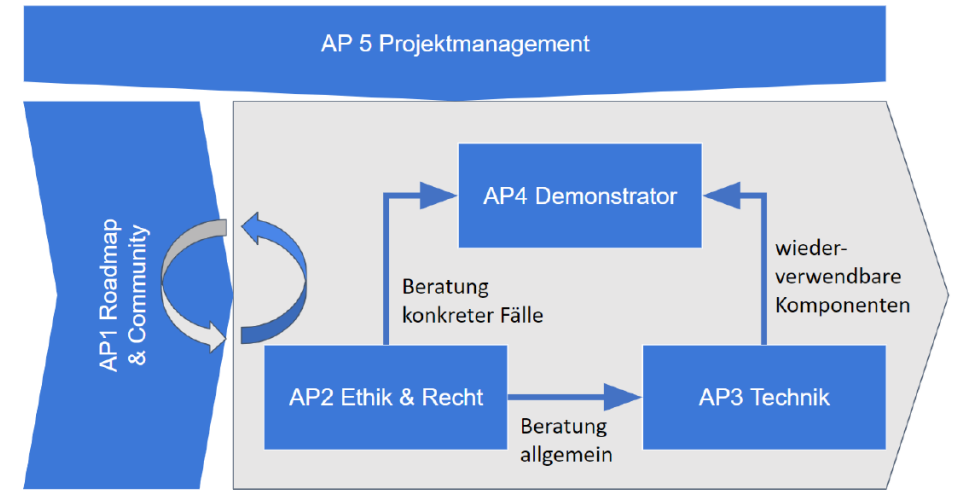 AP 5 Projektmanagement
AP1 Roadmap
& Community
AP4 Demonstrator
Beratung
konkreter Fälle
wieder-
verwendbare
Komponenten
AP2 Ethik & Recht
Beratung
allgemein
AP3 Technik